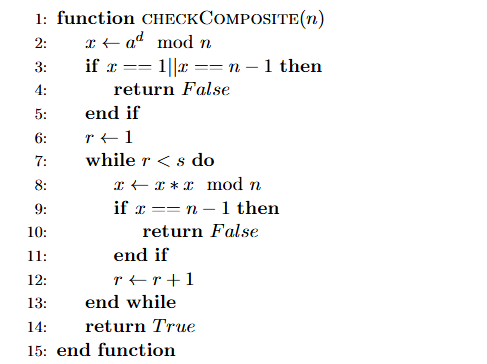 1: function CHECKCOMPOSITE(n)
2: x ← a^d mod n
3: if x == 1||x == n − 1 then
4: return False
5: end if
6: r ← 1
7: while r < s do
8: x ← x ∗ x mod n
9: if x == n − 1 then
10: return False
11: end if
12: r ← r + 1
13: end while
14: return True
15: end function